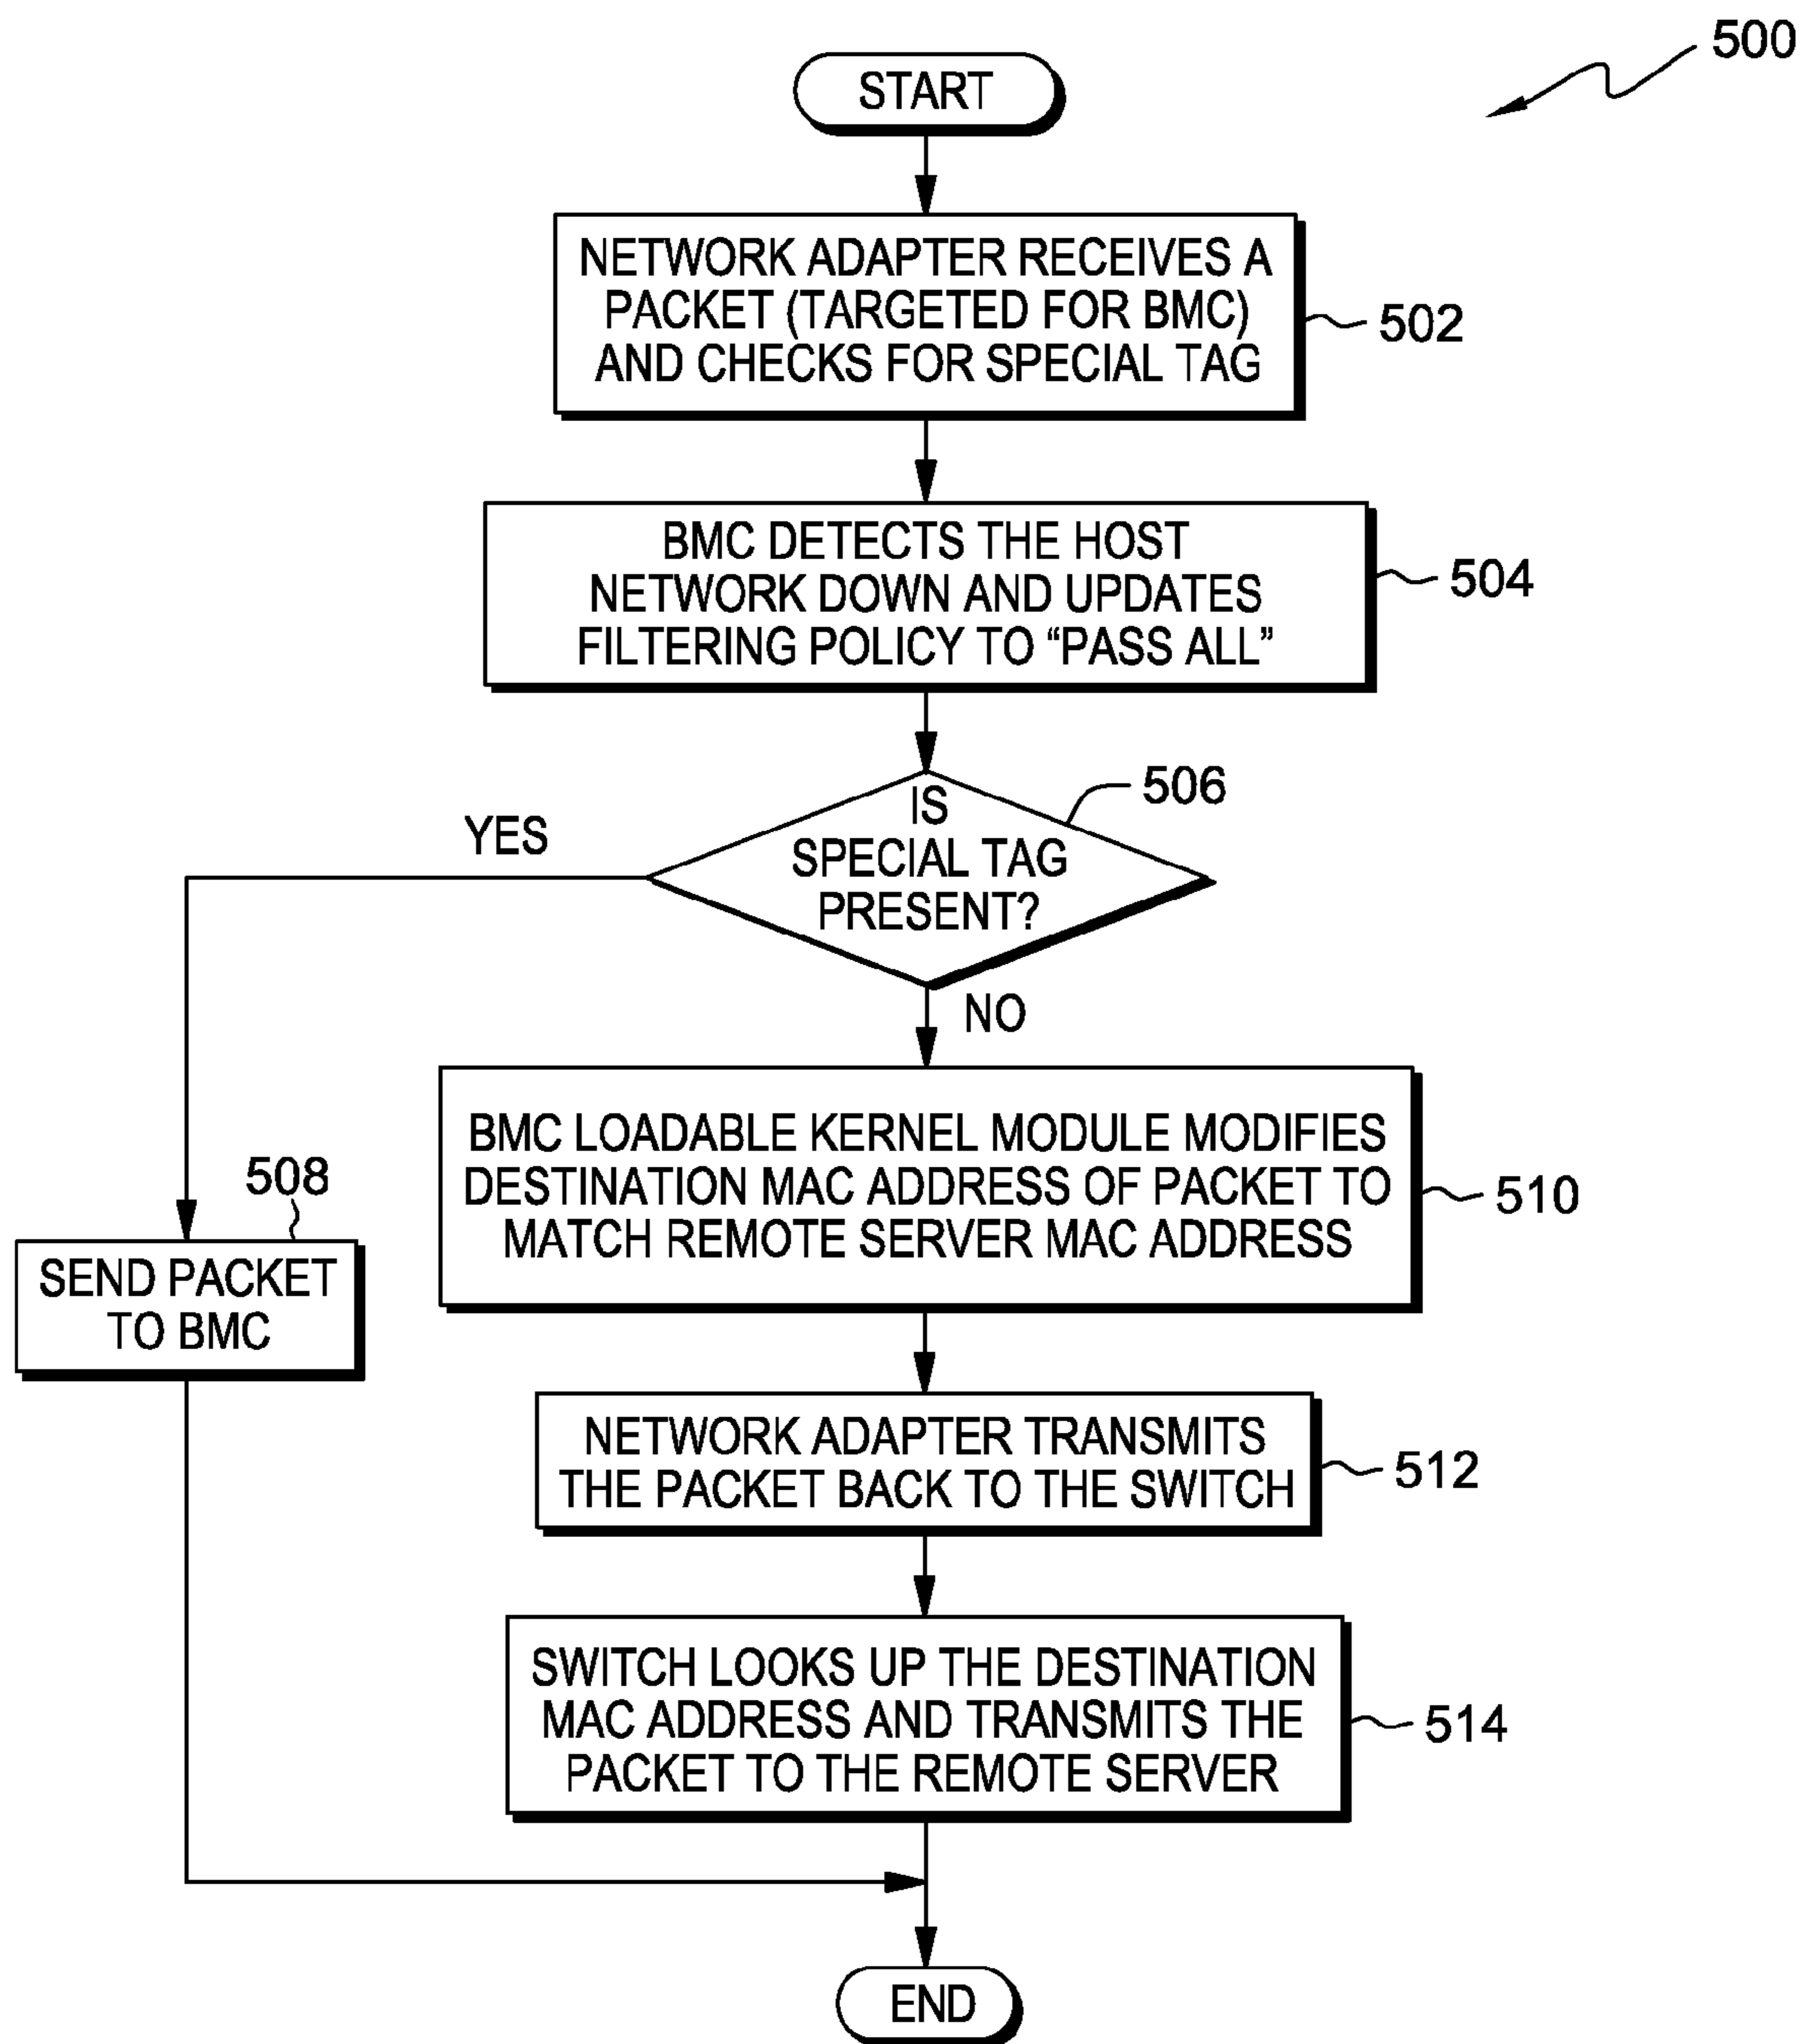 500
START
NETWORK ADAPTER RECEIVES A
PACKET (TARGETED FOR BMC)
AND CHECKS FOR SPECIAL TAG
502
BMC DETECTS THE HOST
NETWORK DOWN AND UPDATES
FILTERING POLICY TO “PASS ALL”
504
IS
SPECIAL TAG
PRESENT?
506
YES
NO
508
SEND PACKET
TO BMC
BMC LOADABLE KERNEL MODULE MODIFIES
DESTINATION MAC ADDRESS OF PACKET TO
MATCH REMOTE SERVER MAC ADDRESS
510
NETWORK ADAPTER TRANSMITS
THE PACKET BACK TO THE SWITCH
512
SWITCH LOOKS UP THE DESTINATION
MAC ADDRESS AND TRANSMITS THE
PACKET TO THE REMOTE SERVER
514
END